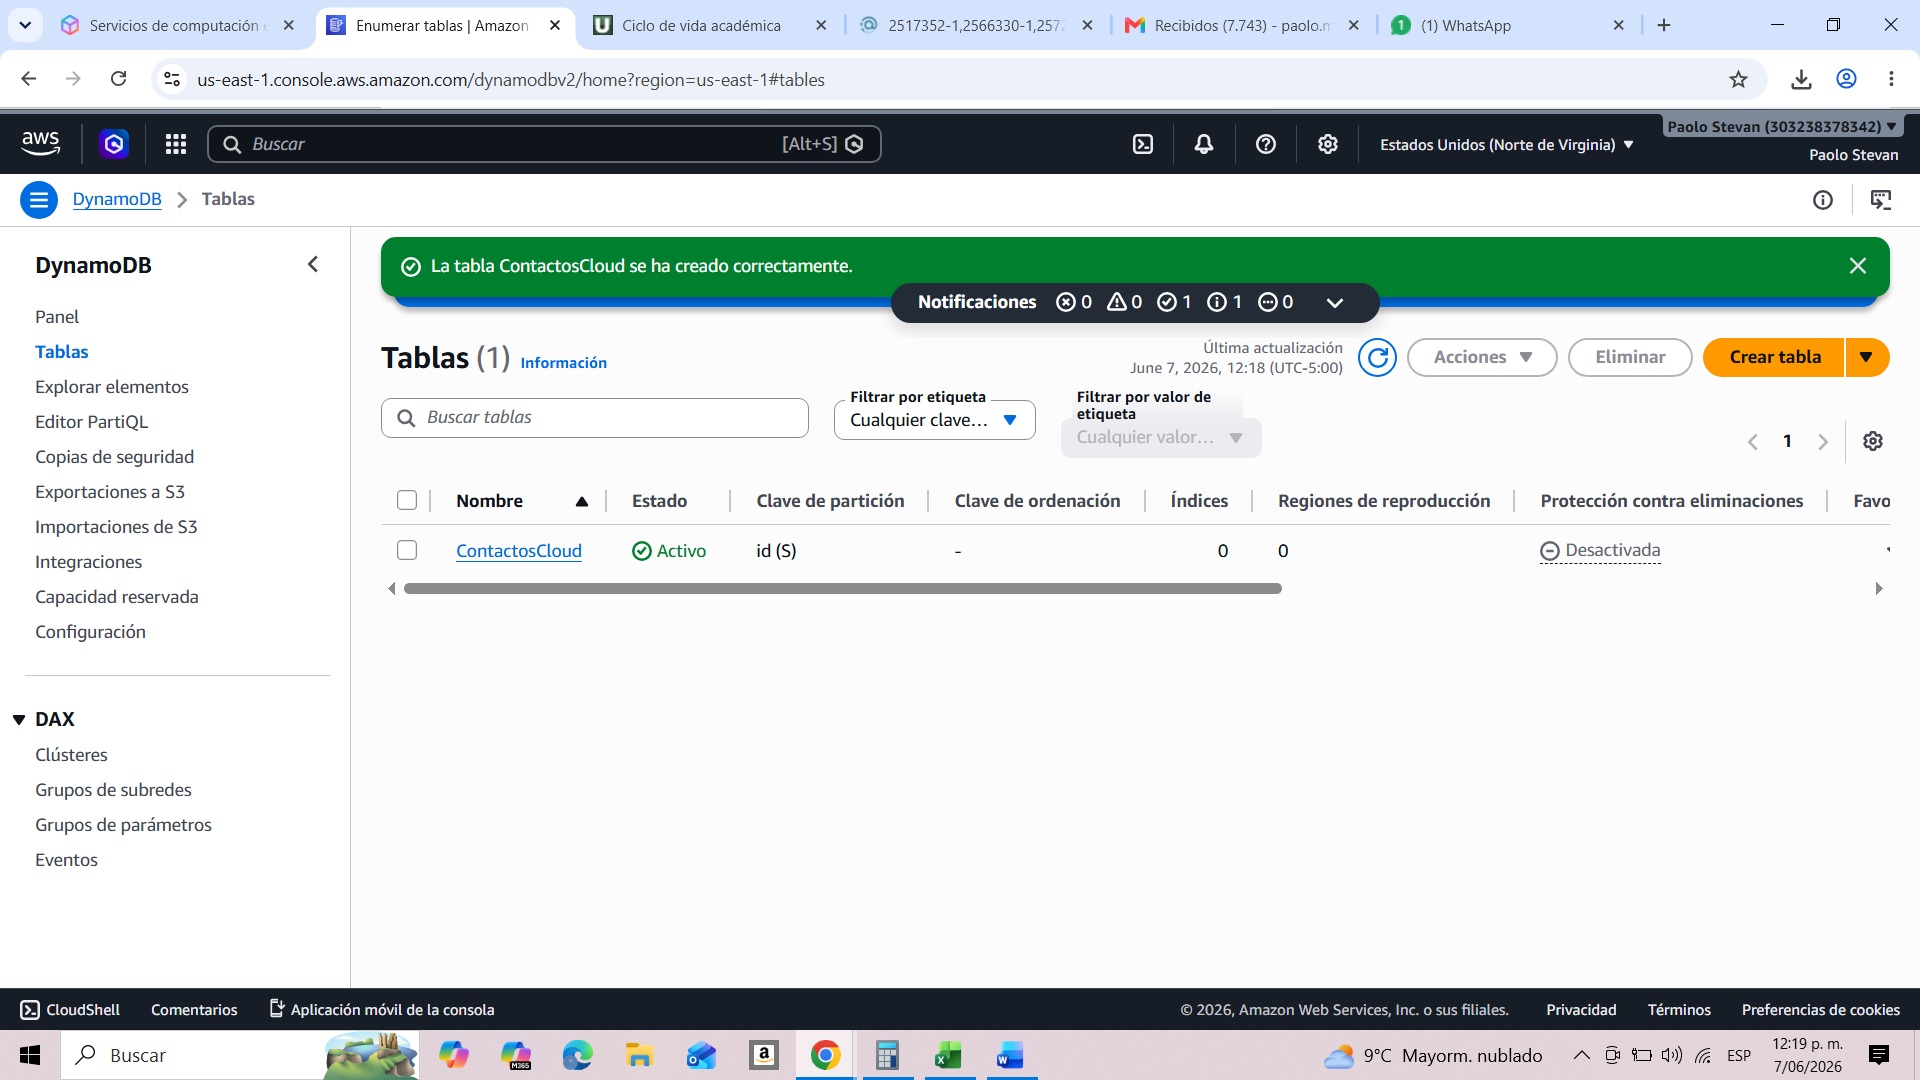 Servicios de computación e
Enumerar tablas | Amazon
Ciclo de vida académica
2517352-1,2566330-1,257
Recibidos (7.743) - paolo.m
(1) WhatsApp
us-east-1.console.aws.amazon.com/dynamodbv2/home?region=us-east-1#tables
aws
Buscar
[Alt+S]
Estados Unidos (Norte de Virginia)
Paolo Stevan (303238378342)
Paolo Stevan
DynamoDB
Tablas
DynamoDB
Panel
Tablas
Explorar elementos
Editor PartiQL
Copias de seguridad
Exportaciones a S3
Importaciones de S3
Integraciones
Capacidad reservada
Configuración
DAX
Clústeres
Grupos de subredes
Grupos de parámetros
Eventos
La tabla ContactosCloud se ha creado correctamente.
Notificaciones 0 0 1 1 0
Tablas (1) Información
Última actualización
June 7, 2026, 12:18 (UTC-5:00)
Acciones
Eliminar
Crear tabla
Buscar tablas
Filtrar por etiqueta
Cualquier clave...
Filtrar por valor de
etiqueta
Cualquier valor...
1
Nombre Estado Clave de partición Clave de ordenación Índices Regiones de reproducción Protección contra eliminaciones Favo
ContactosCloud Activo id (S) - 0 0 Desactivada
CloudShell Comentarios Aplicación móvil de la consola
© 2026, Amazon Web Services, Inc. o sus filiales. Privacidad Términos Preferencias de cookies
Buscar
M365
9°C Mayorm. nublado
ESP
12:19 p. m.
7/06/2026